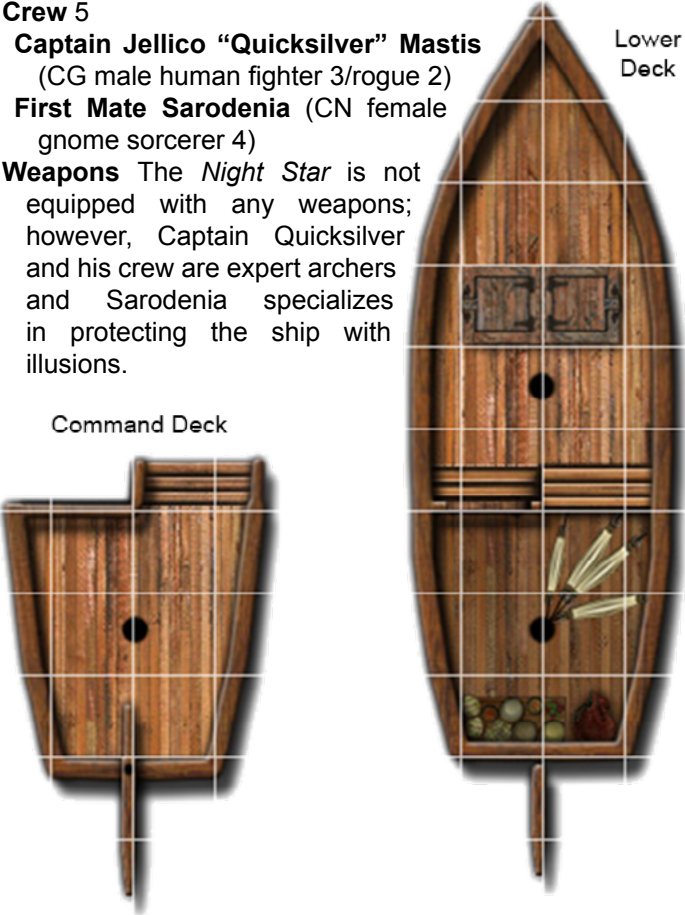 Crew 5
Captain Jellico “Quicksilver” Mastis
(CG male human fighter 3/rogue 2)
First Mate Sarodenia (CN female
gnome sorcerer 4)
Weapons The Night Star is not
equipped with any weapons;
however, Captain Quicksilver
and his crew are expert archers
and Sarodenia specializes
in protecting the ship with
illusions.
Lower
Deck
Command Deck